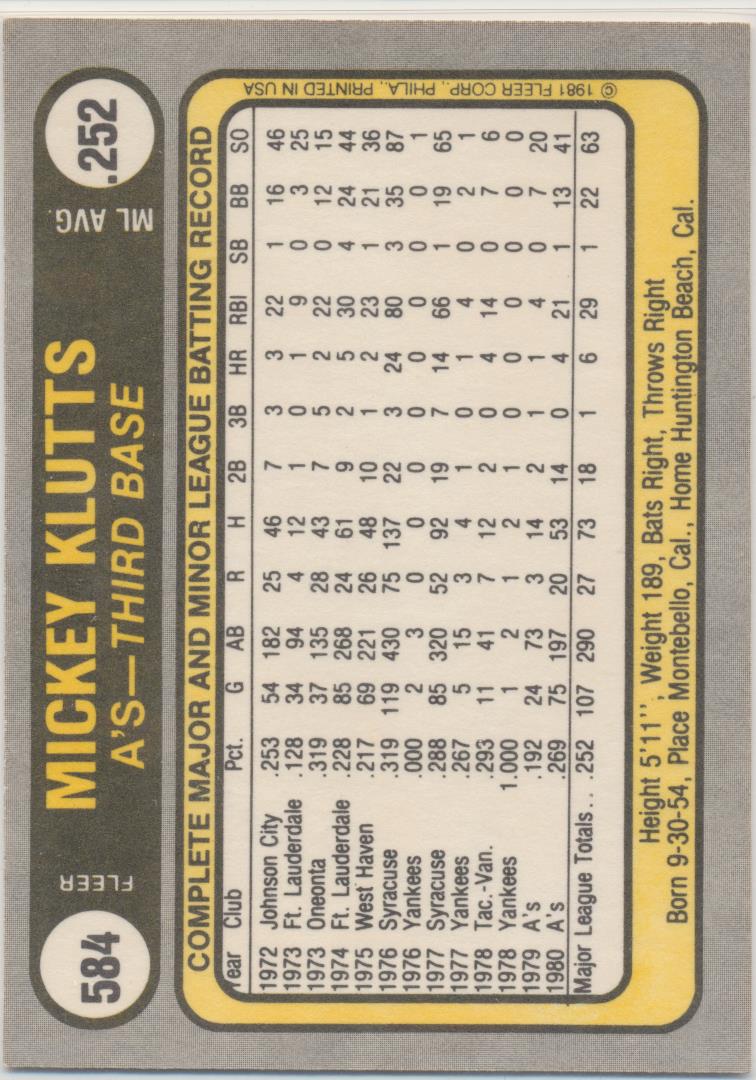 584
FLEER
MICKEY KLUTTS
A'S—THIRD BASE
ML AVG.
.252
COMPLETE MAJOR AND MINOR LEAGUE BATTING RECORD
Year Club Pct. G AB R H 2B 3B HR RBI SB BB SO
1972 Johnson City .253 54 182 25 46 7 3 3 22 1 16 46
1973 Ft. Lauderdale .128 34 94 4 12 1 0 1 9 0 3 25
1973 Oneonta .319 37 135 28 43 7 5 2 22 0 12 15
1974 Ft. Lauderdale .228 85 268 24 61 9 2 5 30 4 24 44
1975 West Haven .217 69 221 26 48 10 1 2 23 1 21 36
1976 Syracuse .319 119 430 75 137 22 3 24 80 3 35 87
1976 Yankees .000 2 3 0 0 0 0 0 0 0 0 1
1977 Syracuse .288 85 320 52 92 19 7 14 66 1 19 65
1977 Yankees .267 5 15 3 4 1 0 1 4 0 2 1
1978 Tac.-Van. .293 11 41 7 12 2 0 4 14 0 7 6
1978 Yankees 1.000 1 2 1 2 1 0 0 0 0 0 0
1979 A's .192 24 73 3 14 2 1 1 4 0 7 20
1980 A's .269 75 197 20 53 14 0 4 21 1 13 41
Major League Totals.. .252 107 290 27 73 18 1 6 29 1 22 63
Height 5'11'', Weight 189, Bats Right, Throws Right
Born 9-30-54, Place Montebello, Cal., Home Huntington Beach, Cal.
© 1981 FLEER CORP., PHILA., PRINTED IN USA